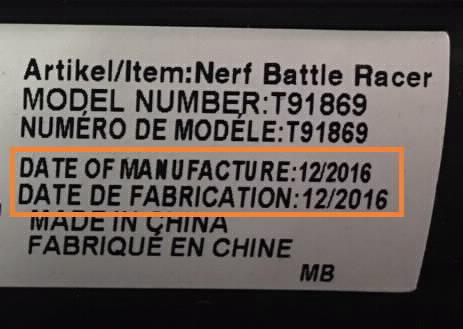 Artikel/Item:Nerf Battle Racer
MODEL NUMBER:T91869
NUMÉRO DE MODÈLE:T91869
DATE OF MANUFACTURE:12/2016
DATE DE FABRICATION:12/2016
MADE IN CHINA
FABRIQUÉ EN CHINE
MB